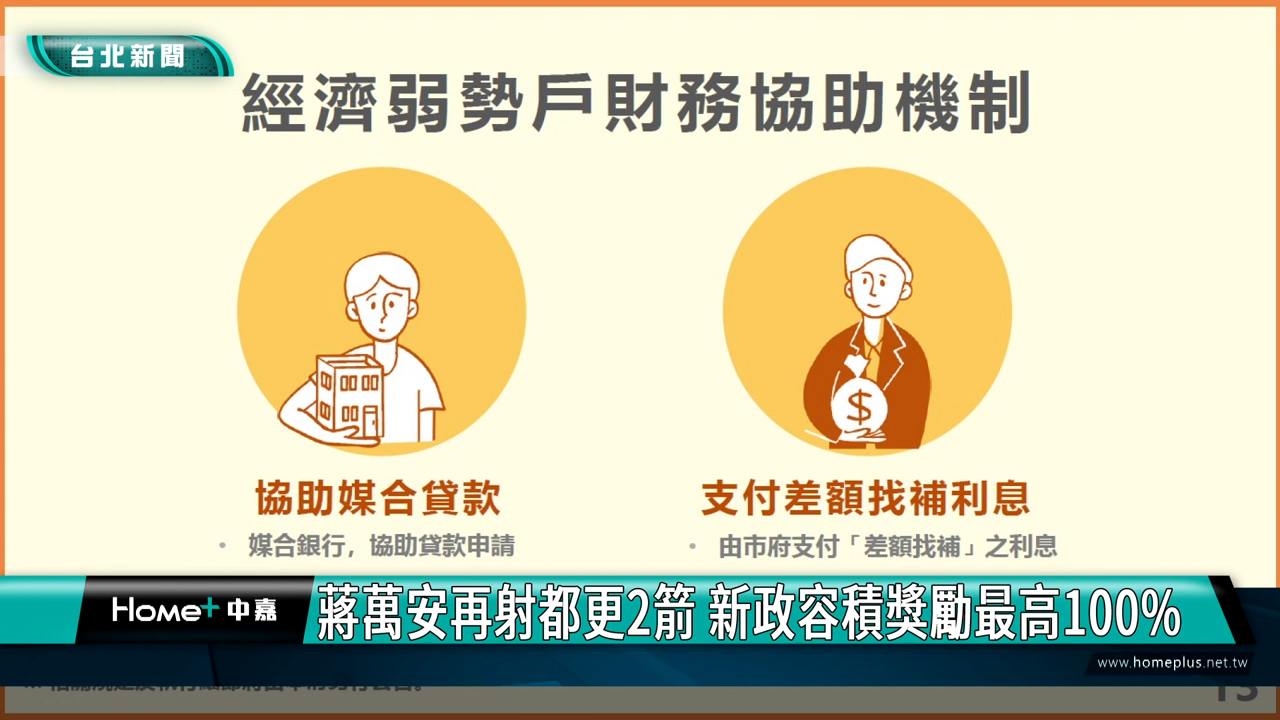 台北新聞
經濟弱勢戶財務協助機制
$
協助媒合貸款
• 媒合銀行，協助貸款申請
支付差額找補利息
• 由市府支付「差額找補」之利息
Home+ 中嘉
蔣萬安再射都更2箭 新政容積獎勵最高100%
www.homeplus.net.tw